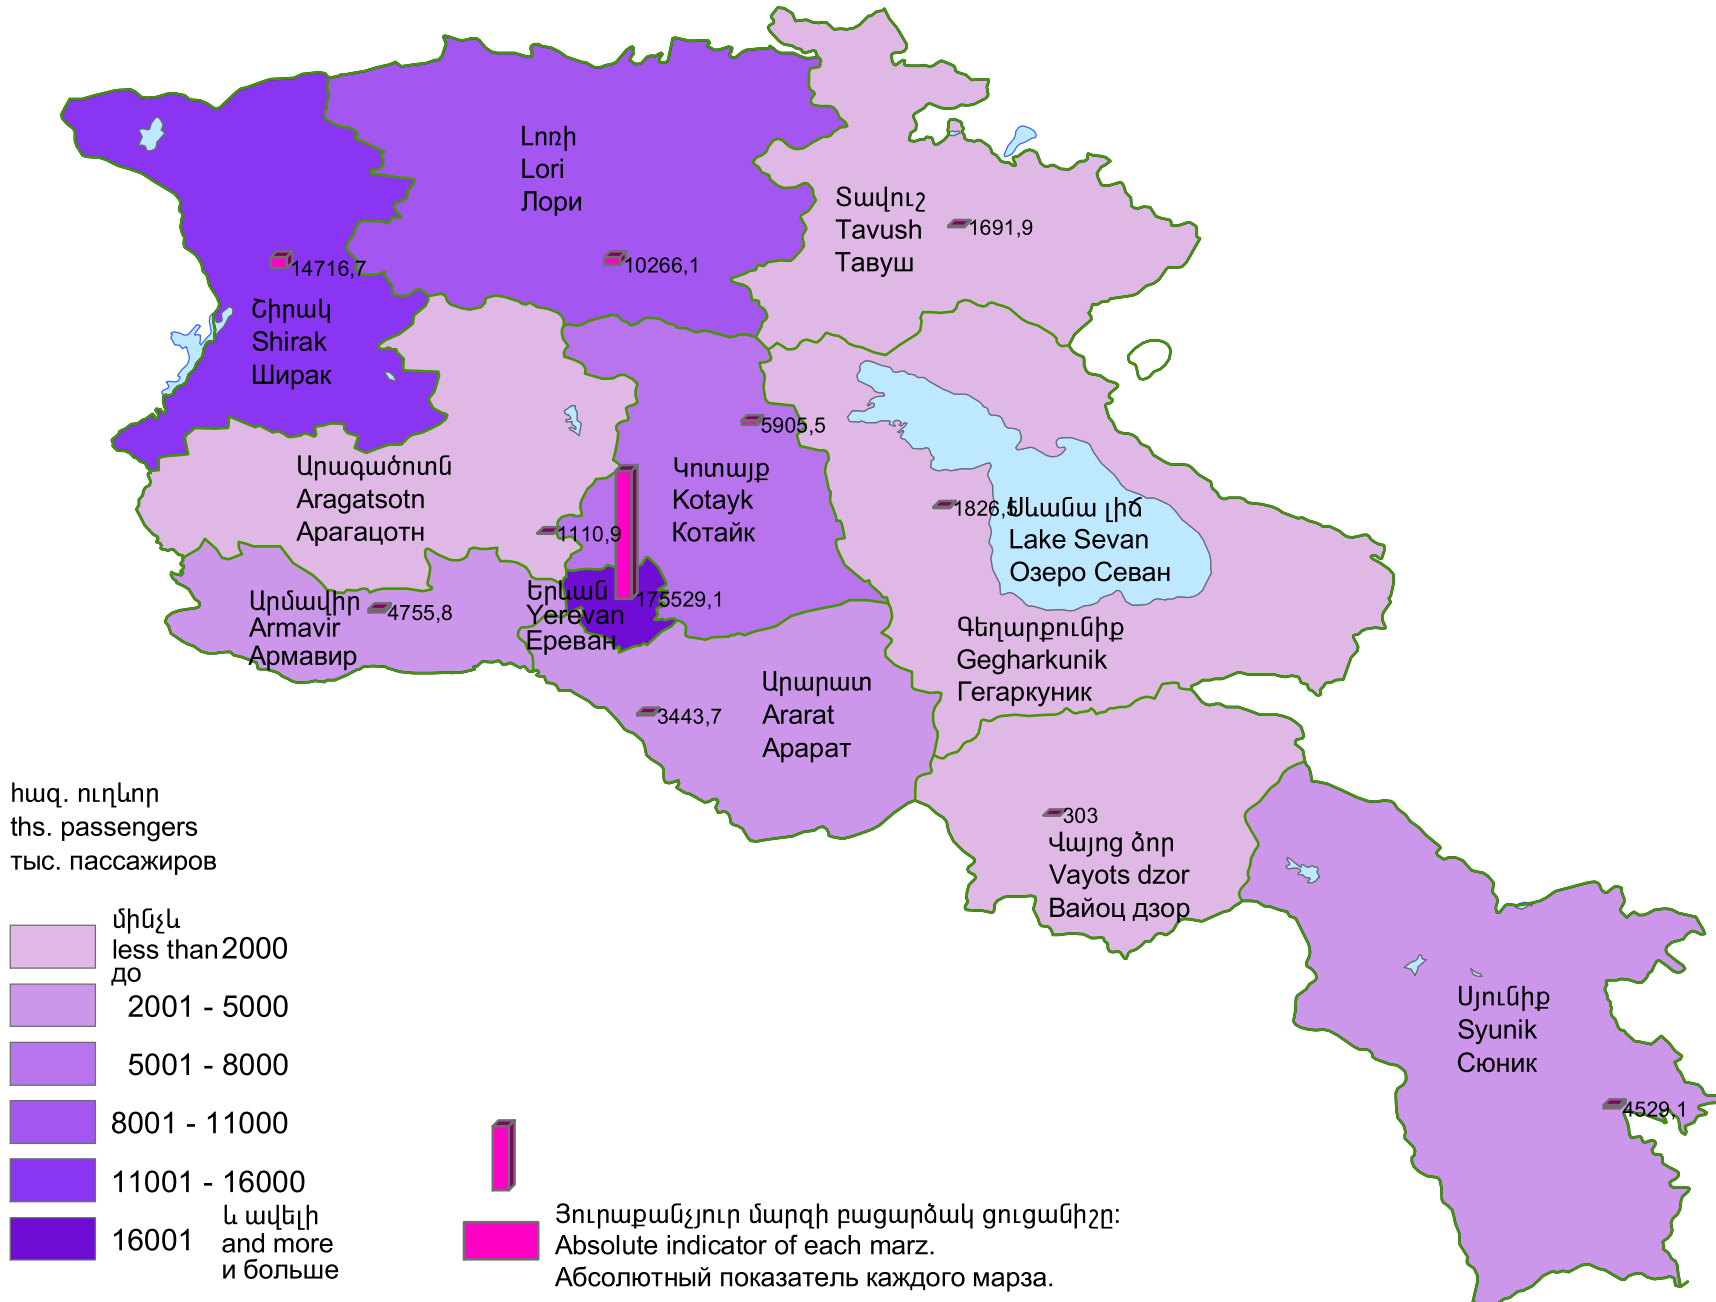 Լոռի
Lori
Лори
Տավուշ
Tavush
Тавуш
1691,9
14716,7
10266,1
Շիրակ
Shirak
Ширак
5905,5
Արագածոտն
Aragatsotn
Арагацотн
1110,9
Կոտայք
Kotayk
Котайк
1826,5
Սևանա լիճ
Lake Sevan
Озеро Севан
Արմավիր
Armavir
Армавир
4755,8
Երևան
Yerevan
Ереван
175529,1
Գեղարքունիք
Gegharkunik
Гегаркуник
Արարատ
Ararat
Арарат
3443,7
303
Վայոց ձոր
Vayots dzor
Вайоц дзор
Սյունիք
Syunik
Сюник
4529,1
հազ. ուղևոր
ths. passengers
тыс. пассажиров
մինչև
less than 2000
до
2001 - 5000
5001 - 8000
8001 - 11000
11001 - 16000
16001
և ավելի
and more
и больше
Յուրաքանչյուր մարզի բացարձակ ցուցանիշը:
Absolute indicator of each marz.
Абсолютный показатель каждого марза.